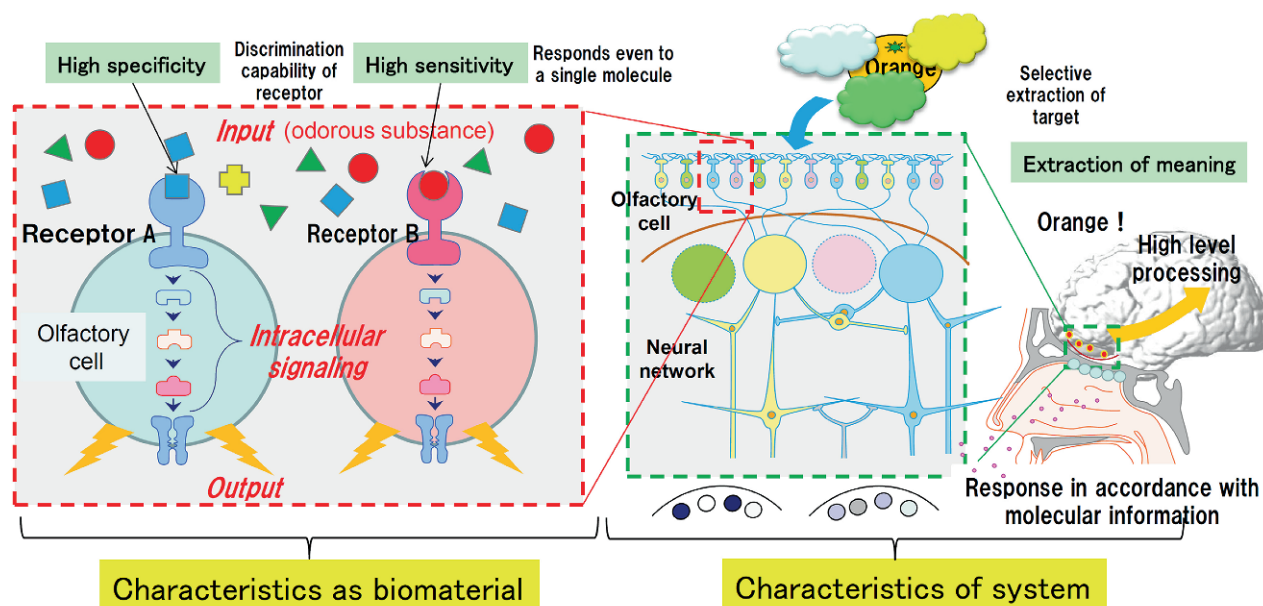 High specificity
Discrimination
capability of
receptor
High sensitivity
Responds even to
a single molecule
Input (odorous substance)
Receptor A
Receptor B
Olfactory
cell
Intracellular
signaling
Output
Characteristics as biomaterial
Orange
Selective
extraction of
target
Extraction of meaning
Olfactory
cell
Orange !
High level
processing
Neural
network
Response in accordance with
molecular information
Characteristics of system